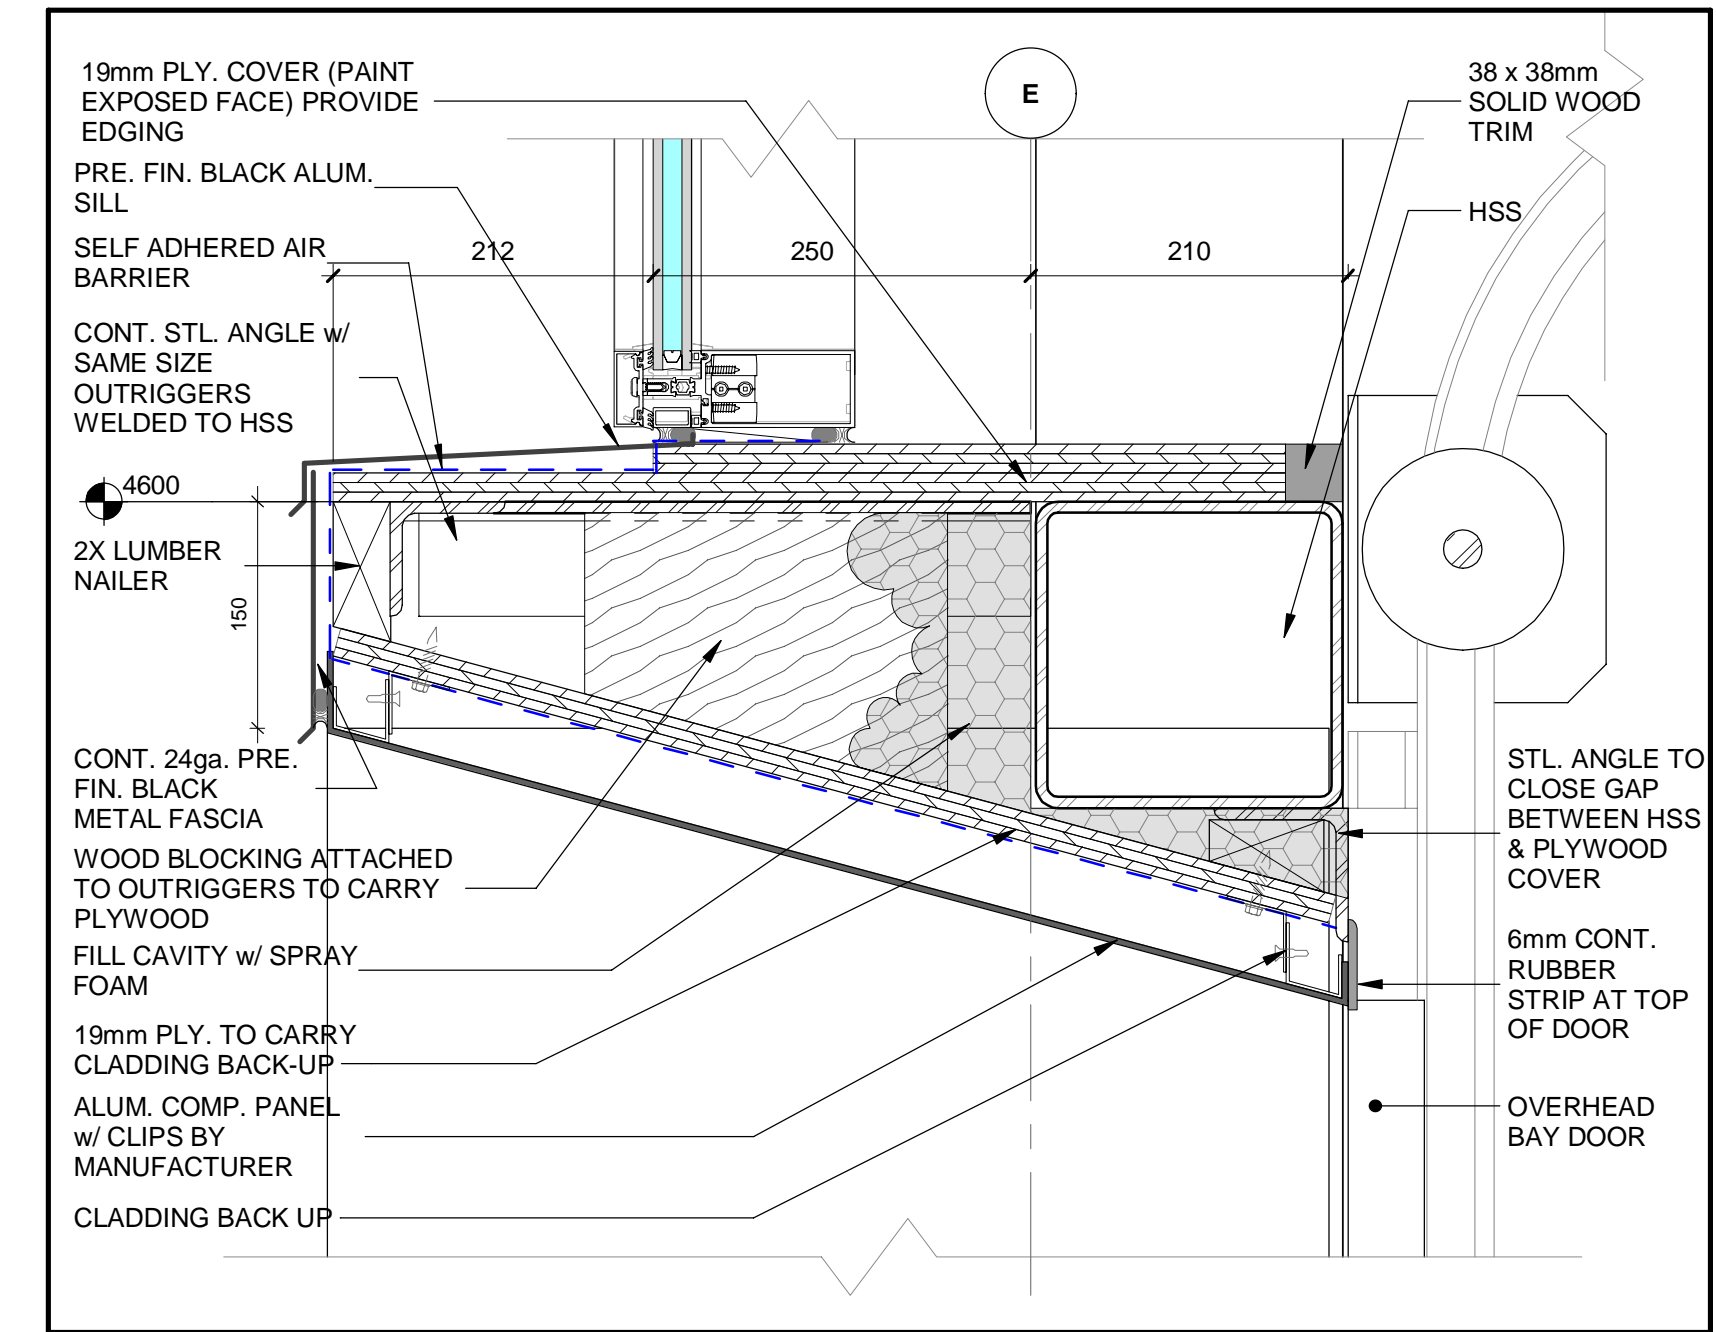 19mm PLY. COVER (PAINT
EXPOSED FACE) PROVIDE
EDGING
PRE. FIN. BLACK ALUM.
SILL
SELF ADHERED AIR
BARRIER
CONT. STL. ANGLE w/
SAME SIZE
OUTRIGGERS
WELDED TO HSS
4600
2X LUMBER
NAILER
150
CONT. 24ga. PRE.
FIN. BLACK
METAL FASCIA
WOOD BLOCKING ATTACHED
TO OUTRIGGERS TO CARRY
PLYWOOD
FILL CAVITY w/ SPRAY
FOAM
19mm PLY. TO CARRY
CLADDING BACK-UP
ALUM. COMP. PANEL
w/ CLIPS BY
MANUFACTURER
CLADDING BACK UP
E
212
250
210
38 x 38mm
SOLID WOOD
TRIM
HSS
STL. ANGLE TO
CLOSE GAP
BETWEEN HSS
& PLYWOOD
COVER
6mm CONT.
RUBBER
STRIP AT TOP
OF DOOR
OVERHEAD
BAY DOOR